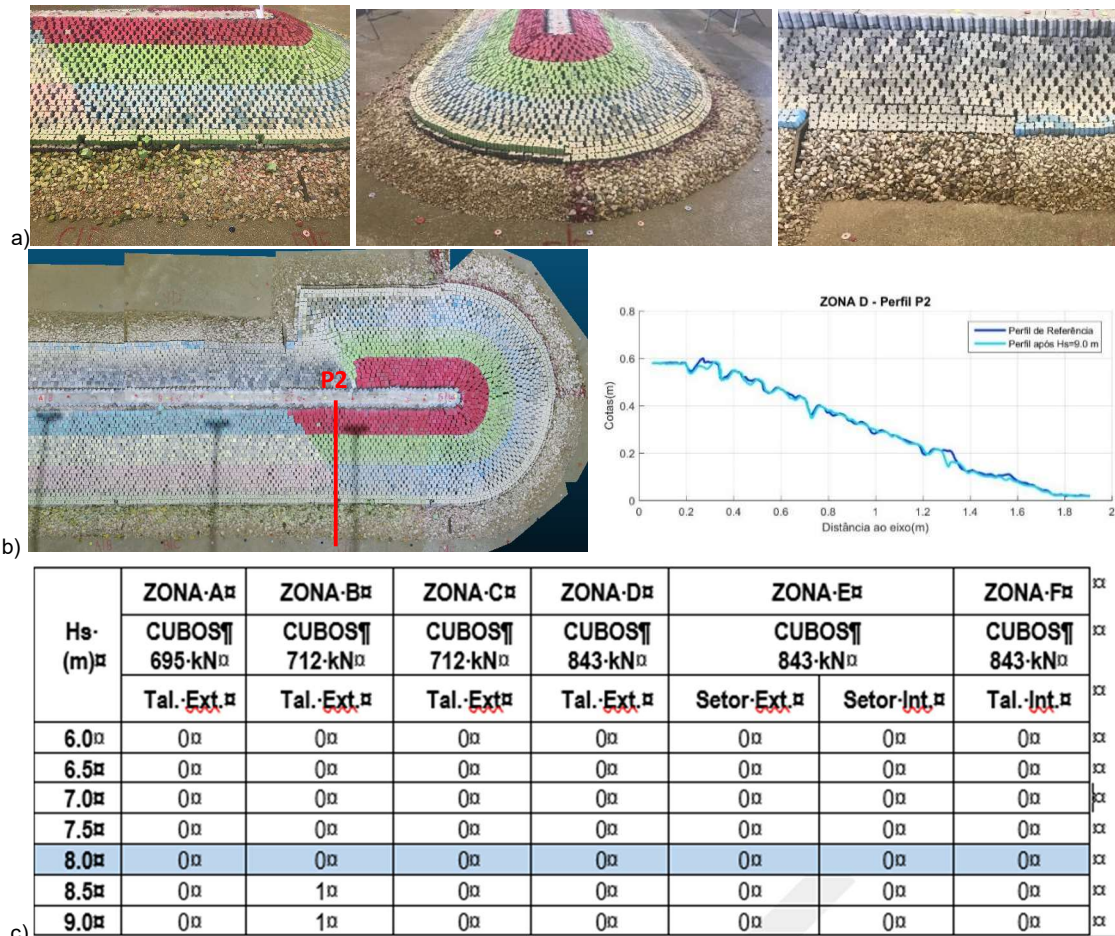 a)
b)
P2
ZONA D - Perfil P2
Perfil de Referência
Perfil após Hs=9.0 m
Cotas(m)
0.8
0.6
0.4
0.2
0
0 0.2 0.4 0.6 0.8 1 1.2 1.4 1.6 1.8 2
Distância ao eixo(m)
c)
Hs· (m)¤ ZONA·A¤ ZONA·B¤ ZONA·C¤ ZONA·D¤ ZONA·E¤ ZONA·F¤ ¤
CUBOS¶ CUBOS¶ CUBOS¶ CUBOS¶ CUBOS¶ CUBOS¶ ¤
695·kN¤ 712·kN¤ 712·kN¤ 843·kN¤ 843·kN¤ 843·kN¤
Tal.·Ext.¤ Tal.·Ext.¤ Tal.·Ext¤ Tal.·Ext.¤ Setor·Ext.¤ Setor·Int.¤ Tal.·Int.¤ ¤
6.0¤ 0¤ 0¤ 0¤ 0¤ 0¤ 0¤ 0¤ ¤
6.5¤ 0¤ 0¤ 0¤ 0¤ 0¤ 0¤ 0¤ ¤
7.0¤ 0¤ 0¤ 0¤ 0¤ 0¤ 0¤ 0¤ ¤
7.5¤ 0¤ 0¤ 0¤ 0¤ 0¤ 0¤ 0¤ ¤
8.0¤ 0¤ 0¤ 0¤ 0¤ 0¤ 0¤ 0¤ ¤
8.5¤ 0¤ 1¤ 0¤ 0¤ 0¤ 0¤ 0¤ ¤
9.0¤ 0¤ 1¤ 0¤ 0¤ 0¤ 0¤ 0¤ ¤